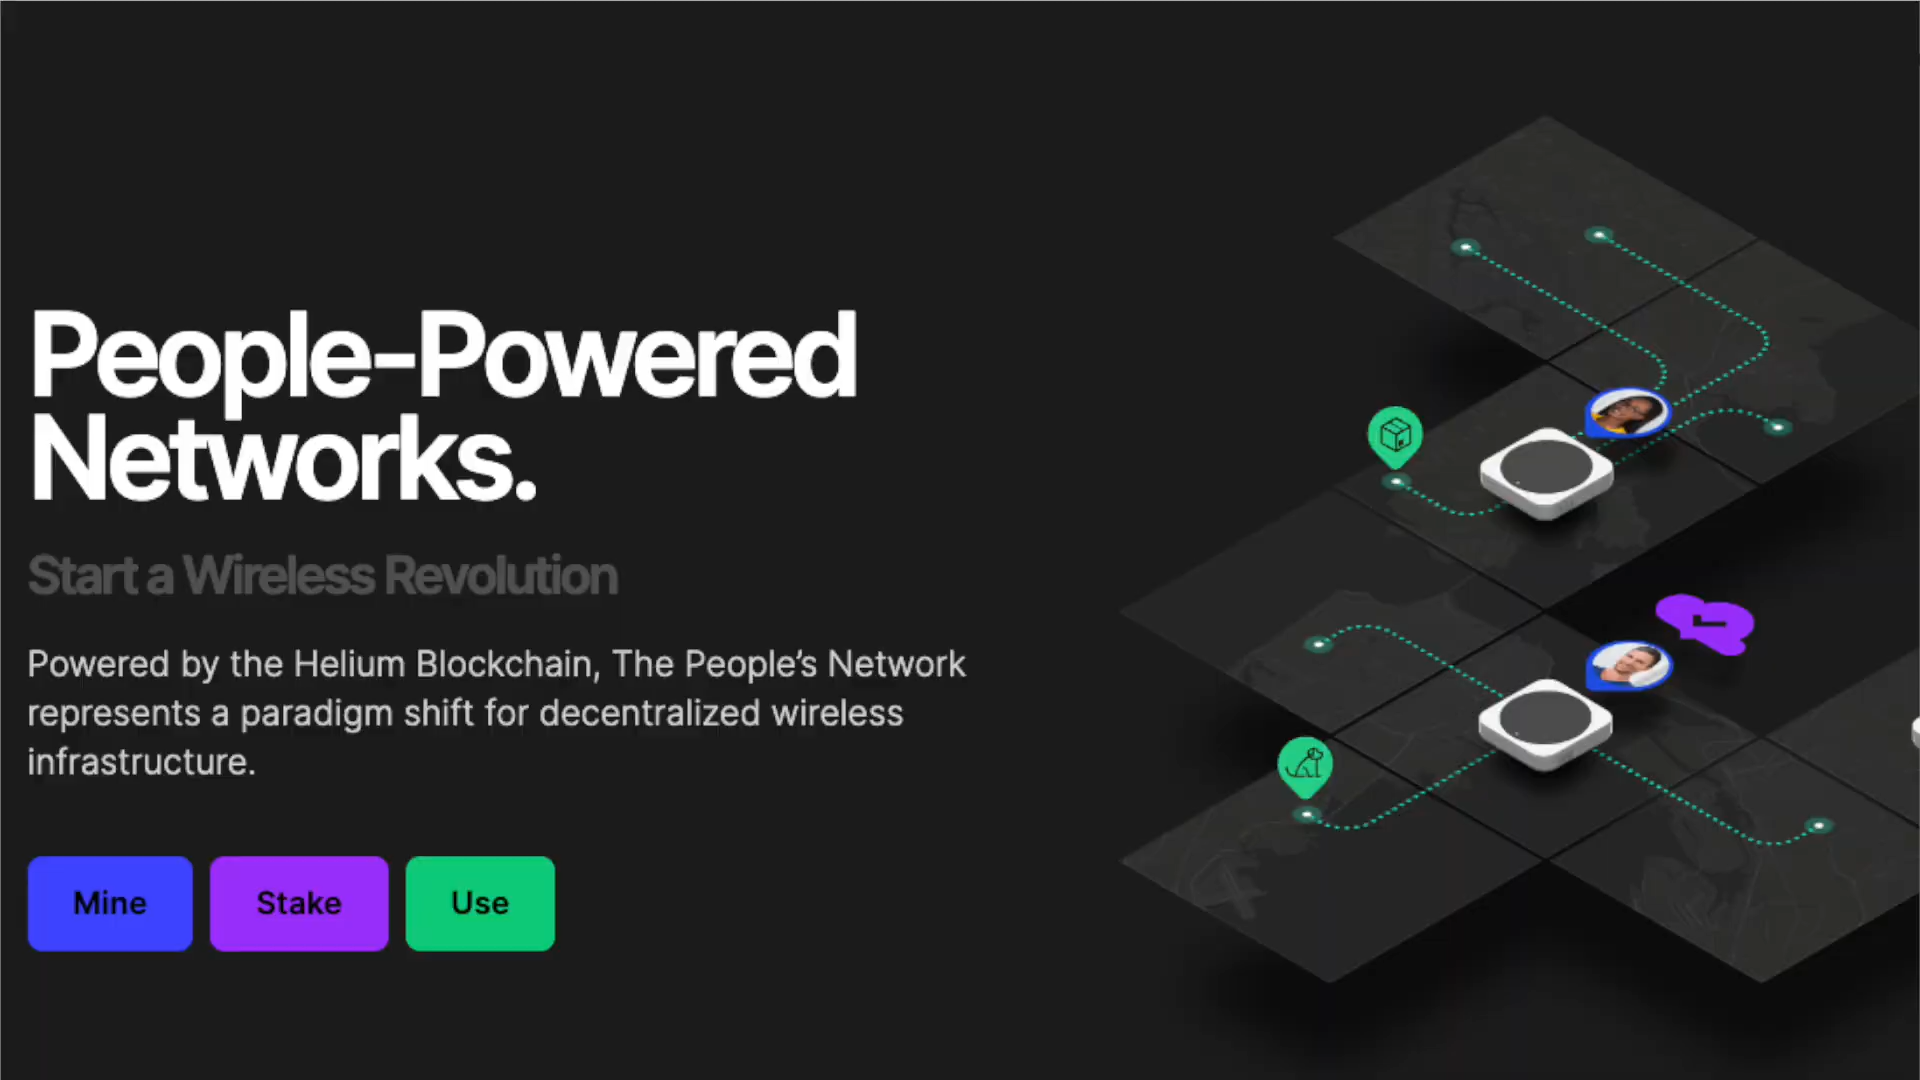 People-Powered
Networks.
Start a Wireless Revolution
Powered by the Helium Blockchain, The People’s Network
represents a paradigm shift for decentralized wireless
infrastructure.
Mine
Stake
Use